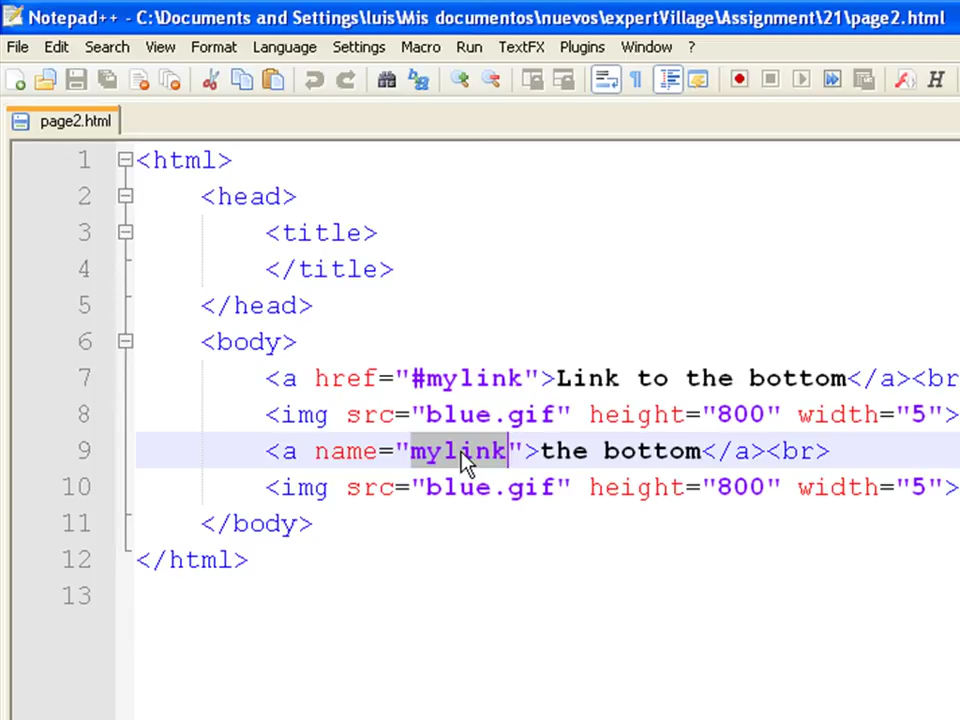 Notepad++ - C:\Documents and Settings\luis\Mis documentos\nuevos\expertVillage\Assignment\21\page2.html
File Edit Search View Format Language Settings Macro Run TextFX Plugins Window ?
page2.html
1 <html>
2 <head>
3 <title>
4 </title>
5 </head>
6 <body>
7 <a href="#mylink">Link to the bottom</a><br
8 <img src="blue.gif" height="800" width="5">
9 <a name="mylink">the bottom</a><br>
10 <img src="blue.gif" height="800" width="5">
11 </body>
12 </html>
13